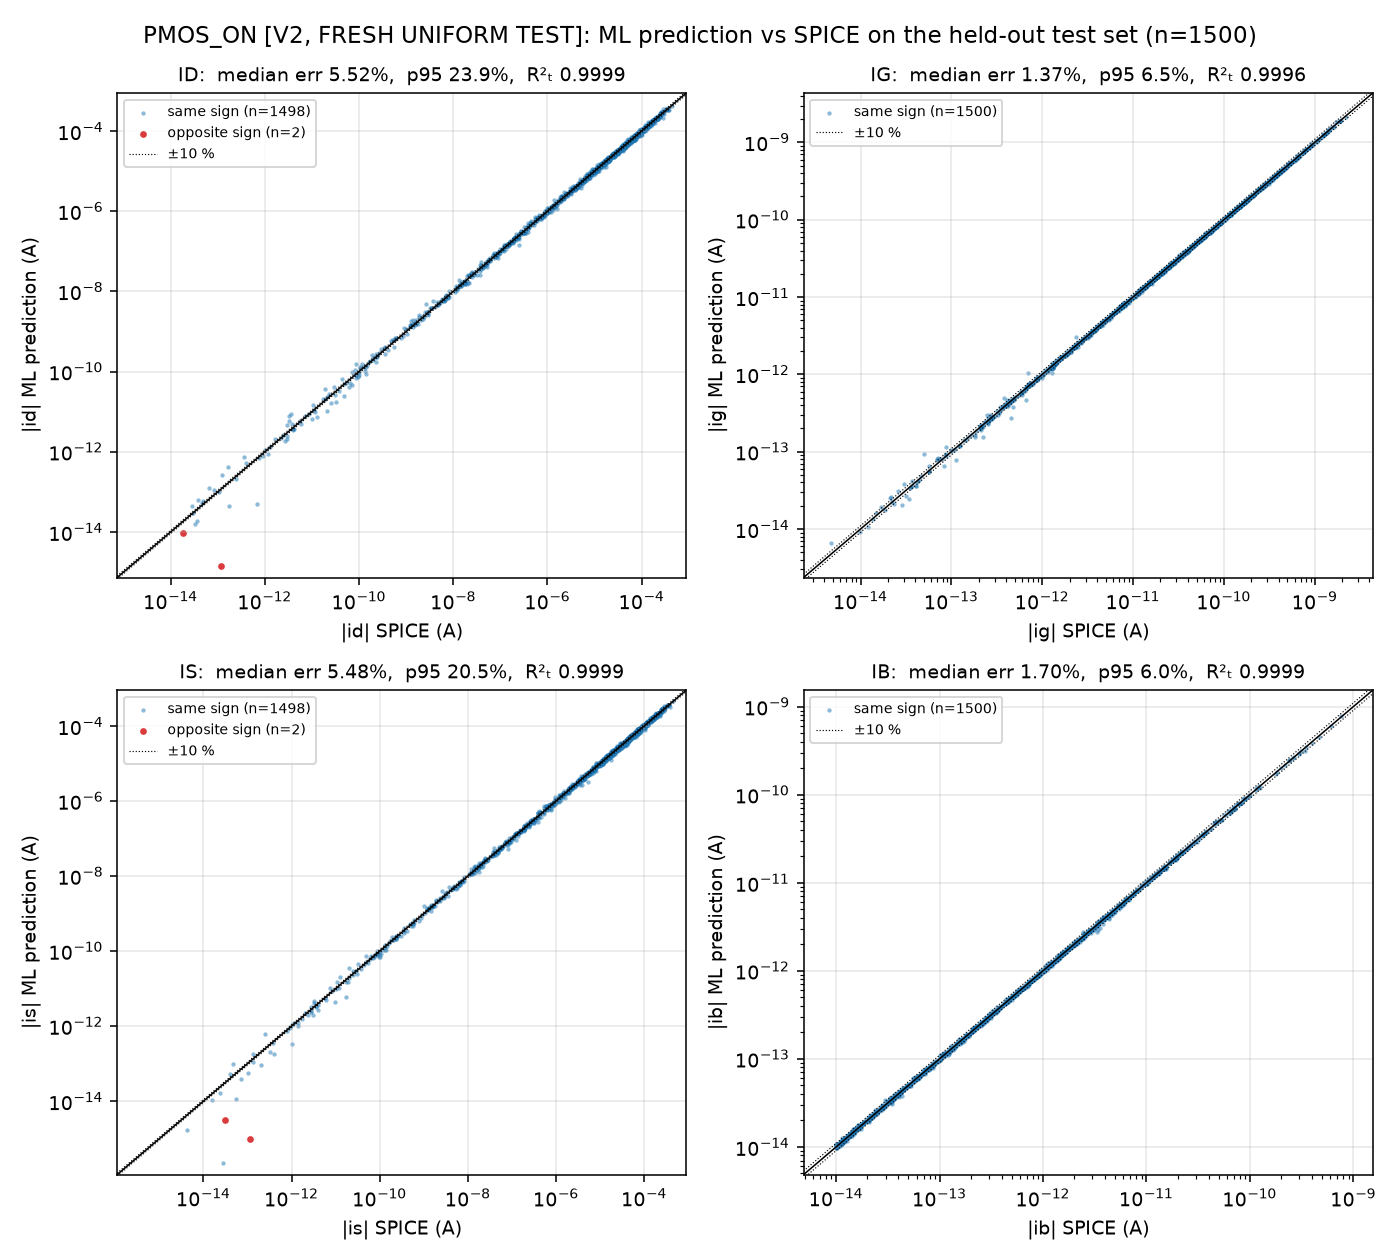 PMOS_ON [V2, FRESH UNIFORM TEST]: ML prediction vs SPICE on the held-out test set (n=1500)
ID:  median err 5.52%,  p95 23.9%,  R²ₜ 0.9999
same sign (n=1498)
opposite sign (n=2)
±10 %
10⁻⁴
10⁻⁶
10⁻⁸
10⁻¹⁰
10⁻¹²
10⁻¹⁴
|id| ML prediction (A)
10⁻¹⁴ 10⁻¹² 10⁻¹⁰ 10⁻⁸ 10⁻⁶ 10⁻⁴
|id| SPICE (A)
IG:  median err 1.37%,  p95 6.5%,  R²ₜ 0.9996
same sign (n=1500)
±10 %
10⁻⁹
10⁻¹⁰
10⁻¹¹
10⁻¹²
10⁻¹³
10⁻¹⁴
|ig| ML prediction (A)
10⁻¹⁴ 10⁻¹³ 10⁻¹² 10⁻¹¹ 10⁻¹⁰ 10⁻⁹
|ig| SPICE (A)
IS:  median err 5.48%,  p95 20.5%,  R²ₜ 0.9999
same sign (n=1498)
opposite sign (n=2)
±10 %
10⁻⁴
10⁻⁶
10⁻⁸
10⁻¹⁰
10⁻¹²
10⁻¹⁴
|is| ML prediction (A)
10⁻¹⁴ 10⁻¹² 10⁻¹⁰ 10⁻⁸ 10⁻⁶ 10⁻⁴
|is| SPICE (A)
IB:  median err 1.70%,  p95 6.0%,  R²ₜ 0.9999
same sign (n=1500)
±10 %
10⁻⁹
10⁻¹⁰
10⁻¹¹
10⁻¹²
10⁻¹³
10⁻¹⁴
|ib| ML prediction (A)
10⁻¹⁴ 10⁻¹³ 10⁻¹² 10⁻¹¹ 10⁻¹⁰ 10⁻⁹
|ib| SPICE (A)